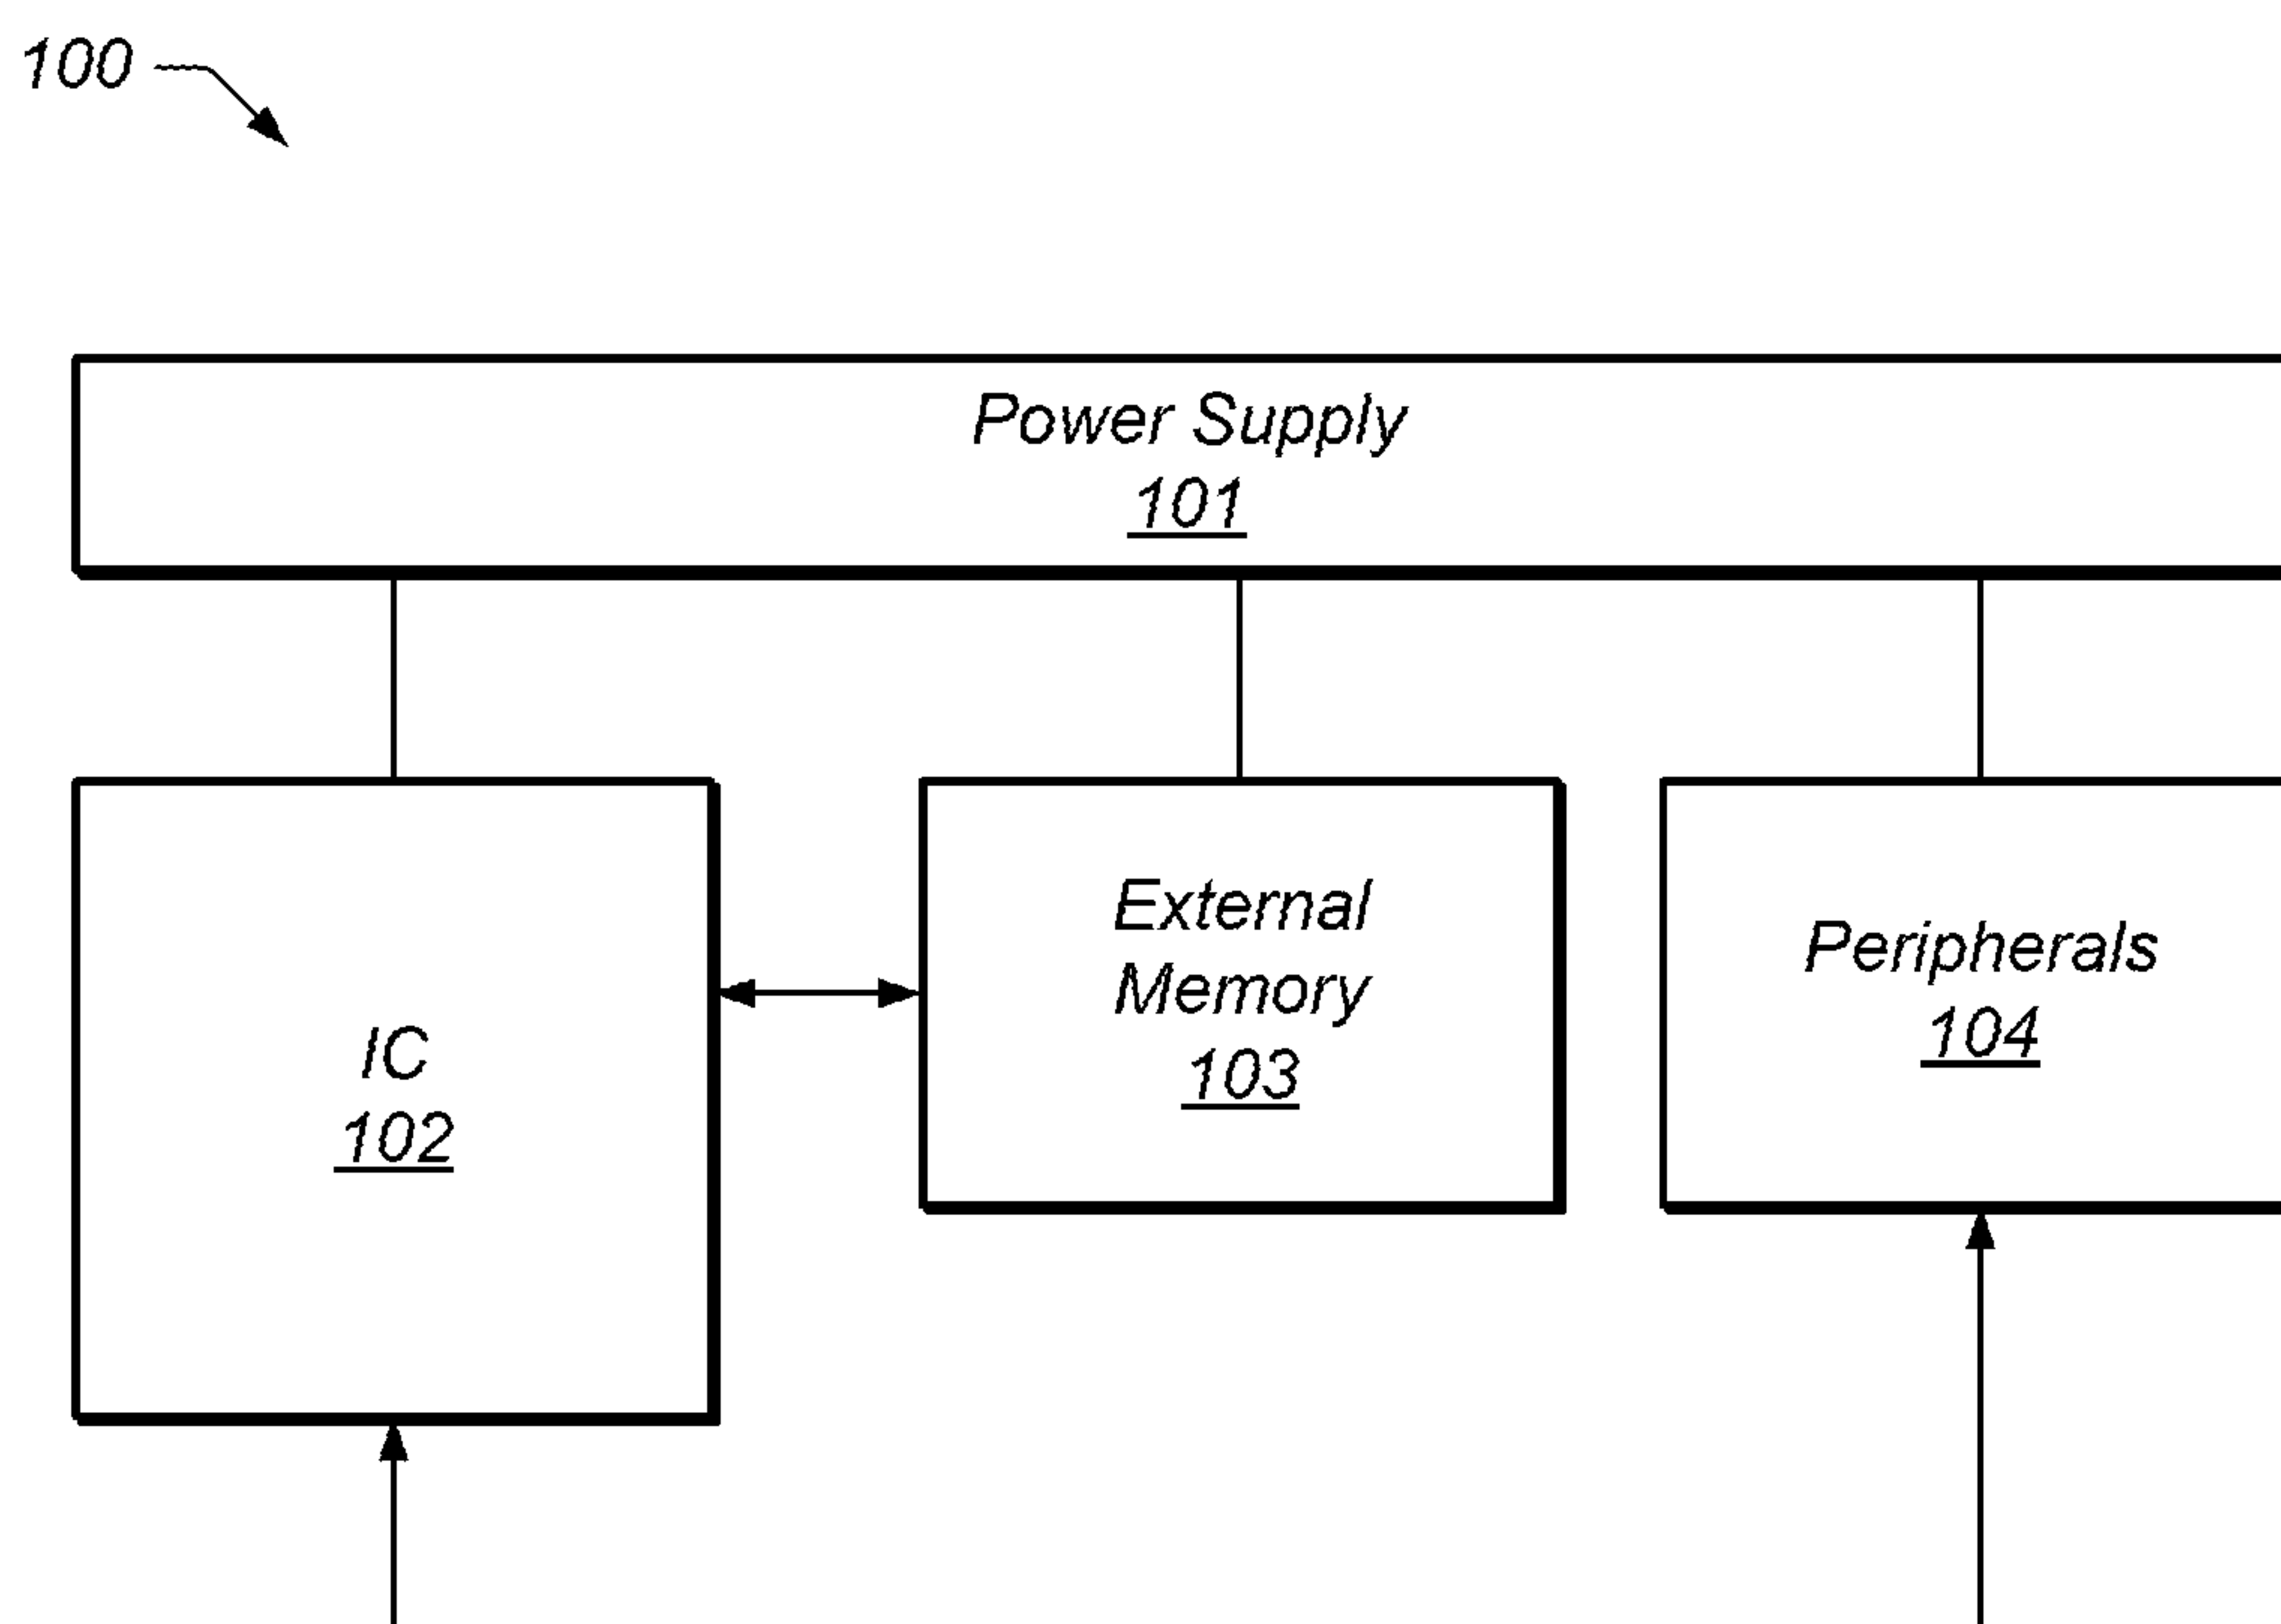 100
Power Supply
101
IC
102
External
Memory
103
Peripherals
104